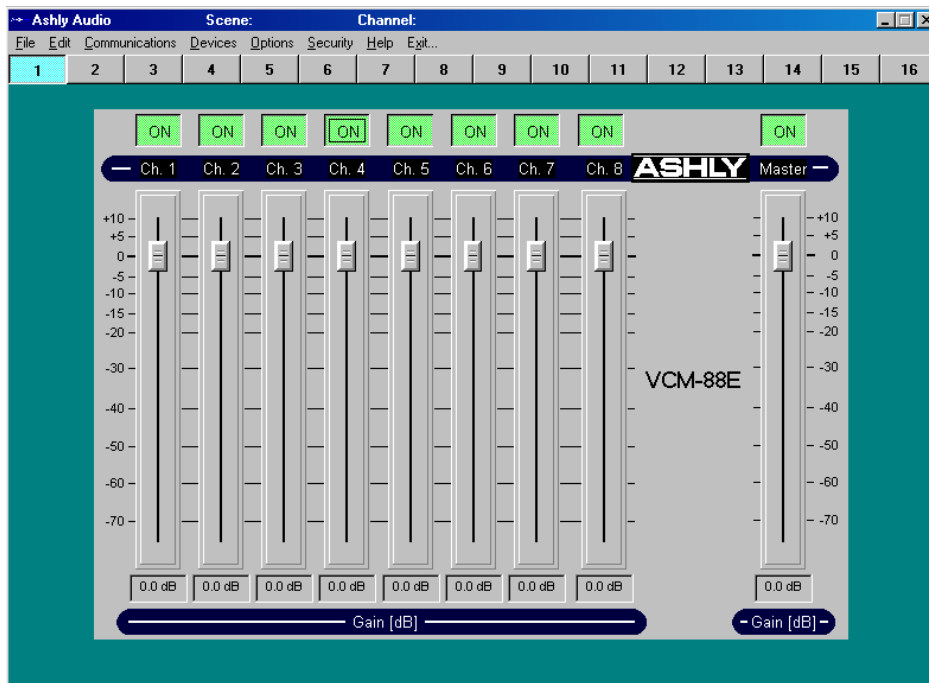 Ashly Audio Scene: Channel:
File Edit Communications Devices Options Security Help Exit...
1 2 3 4 5 6 7 8 9 10 11 12 13 14 15 16
ON ON ON ON ON ON ON ON ON
Ch. 1 Ch. 2 Ch. 3 Ch. 4 Ch. 5 Ch. 6 Ch. 7 Ch. 8 ASHLY Master
+10 +10
+5 +5
0 0
-5 -5
-10 -10
-15 -15
-20 -20
-30 -30
VCM-88E
-40 -40
-50 -50
-60 -60
-70 -70
0.0 dB 0.0 dB 0.0 dB 0.0 dB 0.0 dB 0.0 dB 0.0 dB 0.0 dB 0.0 dB
Gain [dB] Gain [dB]